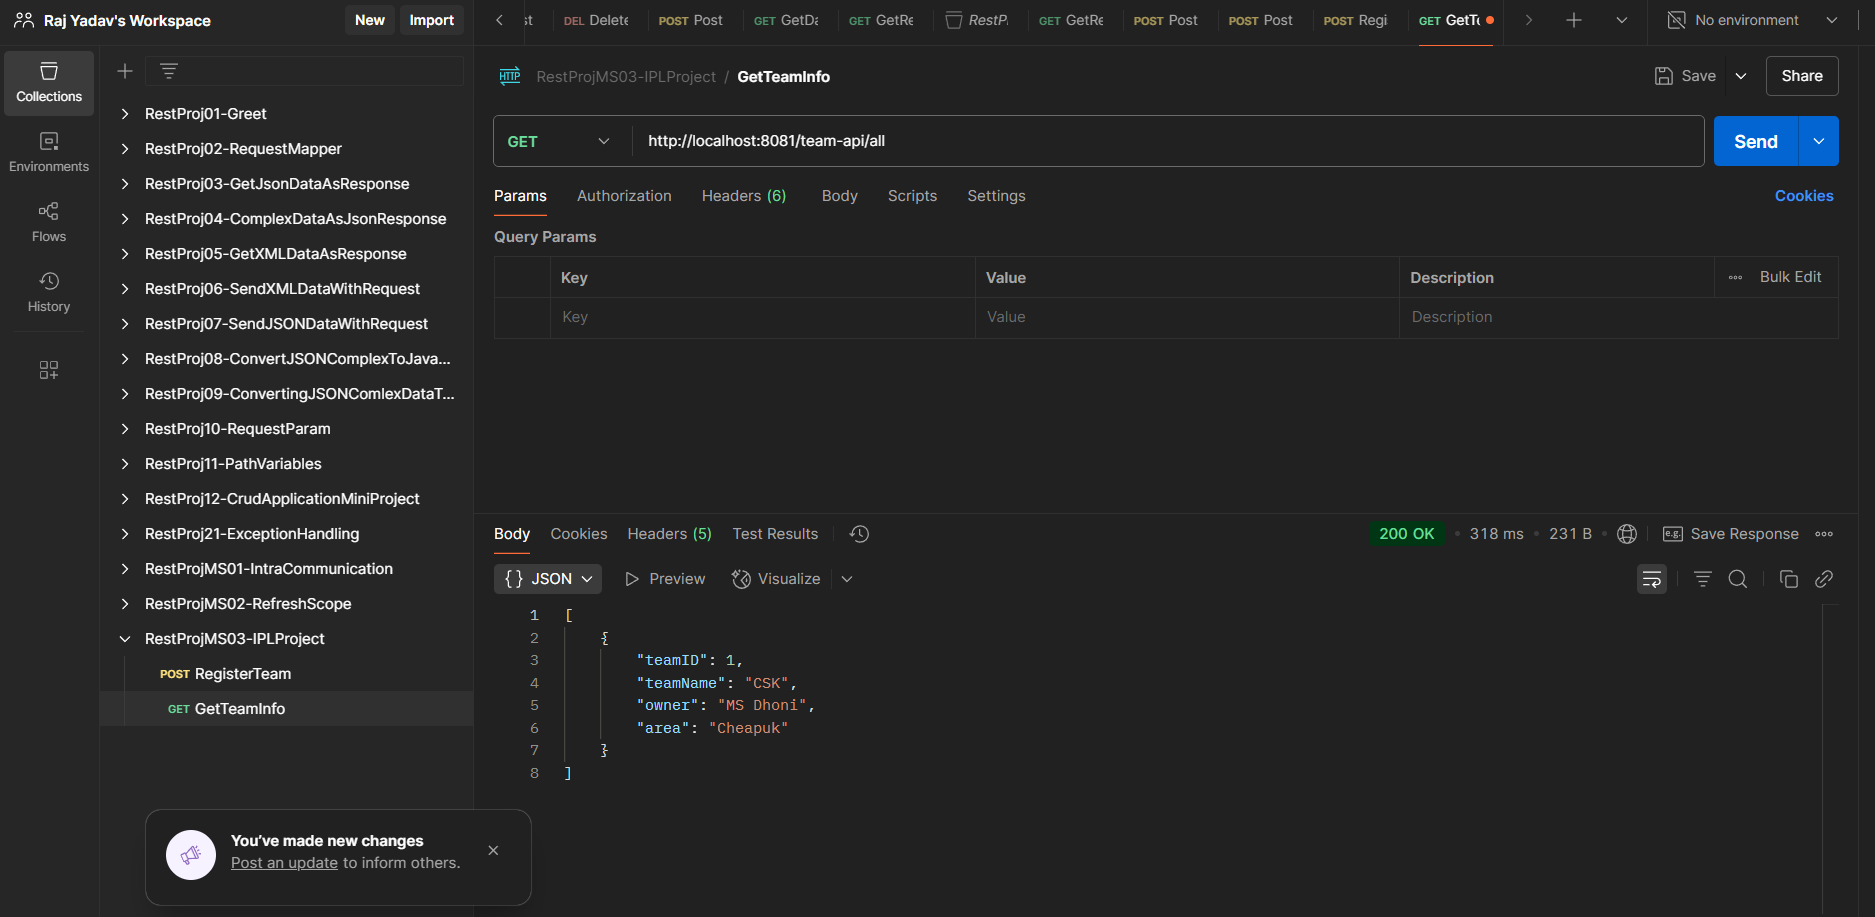 Raj Yadav's Workspace
New
Import
st
DEL Delete
POST Post
GET GetDa
GET GetRe
RestPr
GET GetRe
POST Post
POST Post
POST Regi
GET GetTe
No environment
Collections
Environments
Flows
History
RestProj01-Greet
RestProj02-RequestMapper
RestProj03-GetJsonDataAsResponse
RestProj04-ComplexDataAsJsonResponse
RestProj05-GetXMLDataAsResponse
RestProj06-SendXMLDataWithRequest
RestProj07-SendJSONDataWithRequest
RestProj08-ConvertJSONComplexToJava...
RestProj09-ConvertingJSONComlexDataT...
RestProj10-RequestParam
RestProj11-PathVariables
RestProj12-CrudApplicationMiniProject
RestProj21-ExceptionHandling
RestProjMS01-IntraCommunication
RestProjMS02-RefreshScope
RestProjMS03-IPLProject
POST RegisterTeam
GET GetTeamInfo
HTTP RestProjMS03-IPLProject / GetTeamInfo
Save
Share
GET http://localhost:8081/team-api/all
Send
Params Authorization Headers (6) Body Scripts Settings
Cookies
Query Params
Key Value Description Bulk Edit
Key Value Description
Body Cookies Headers (5) Test Results
200 OK • 318 ms • 231 B • e.g. Save Response
{} JSON Preview Visualize
1 [
2 {
3 "teamID": 1,
4 "teamName": "CSK",
5 "owner": "MS Dhoni",
6 "area": "Cheapuk"
7 }
8 ]
You've made new changes
Post an update to inform others.